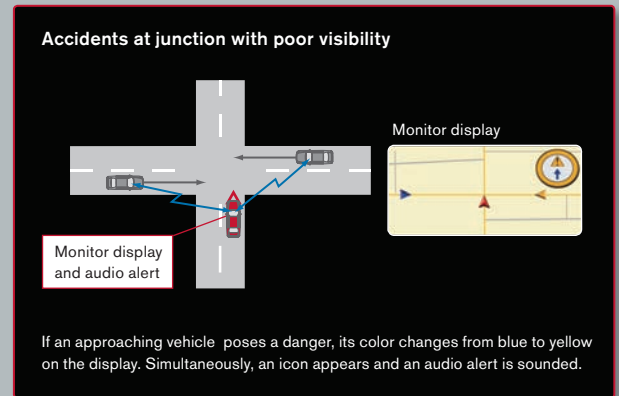 Accidents at junction with poor visibility
Monitor display
Monitor display
and audio alert
If an approaching vehicle  poses a danger, its color changes from blue to yellow
on the display. Simultaneously, an icon appears and an audio alert is sounded.